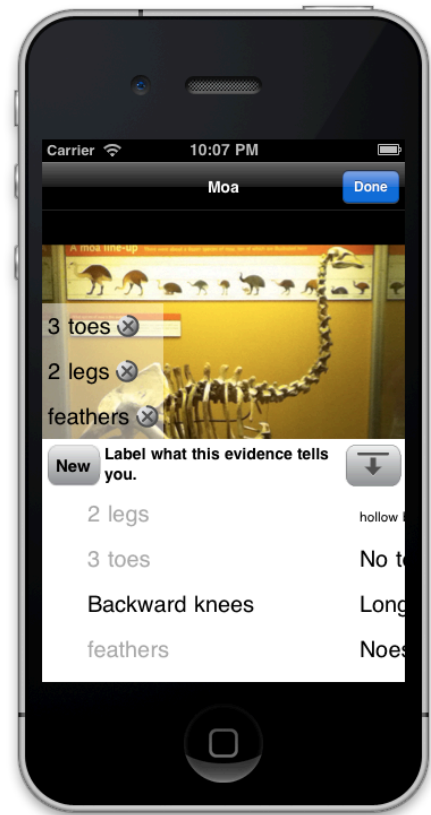 Carrier 10:07 PM
Moa Done
A moa line-up
3 toes
2 legs
feathers
New Label what this evidence tells
you.
2 legs hollow b
3 toes No t
Backward knees Long
feathers Noes